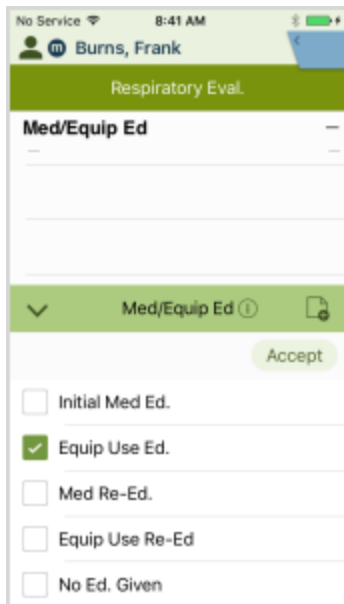 No Service 8:41 AM
m Burns, Frank
Respiratory Eval.
Med/Equip Ed —
— —
Med/Equip Ed
Accept
Initial Med Ed.
Equip Use Ed.
Med Re-Ed.
Equip Use Re-Ed
No Ed. Given